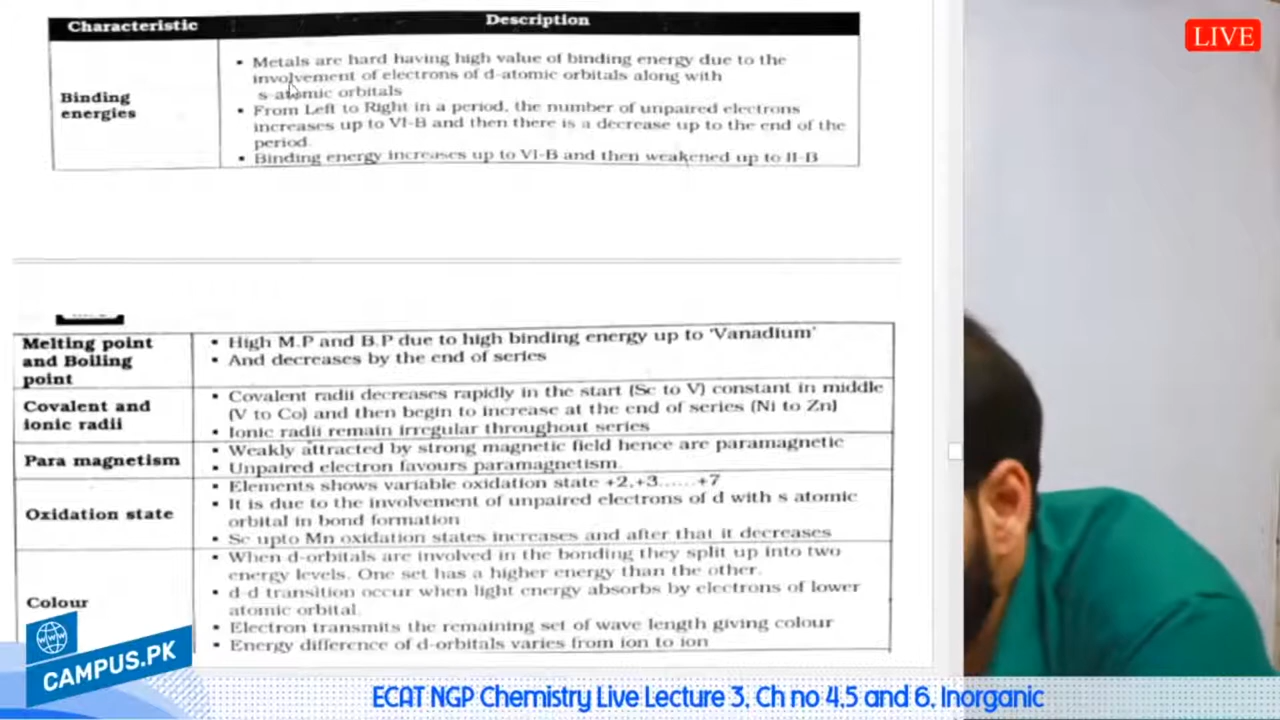 LIVE
Characteristic Description
Binding
energies
▪ Metals are hard having high value of binding energy due to the
involvement of electrons of d-atomic orbitals along with
s-atomic orbitals
▪ From Left to Right in a period, the number of unpaired electrons
increases up to VI-B and then there is a decrease up to the end of the
period.
▪ Binding energy increases up to VI-B and then weakened up to II-B
Melting point
and Boiling
point
▪ High M.P and B.P due to high binding energy up to 'Vanadium'
▪ And decreases by the end of series
Covalent and
ionic radii
▪ Covalent radii decreases rapidly in the start (Sc to V) constant in middle
(V to Co) and then begin to increase at the end of series (Ni to Zn)
▪ Ionic radii remain irregular throughout series
Para magnetism
▪ Weakly attracted by strong magnetic field hence are paramagnetic
▪ Unpaired electron favours paramagnetism.
Oxidation state
▪ Elements shows variable oxidation state +2,+3......+7
▪ It is due to the involvement of unpaired electrons of d with s atomic
orbital in bond formation
▪ Sc upto Mn oxidation states increases and after that it decreases
Colour
▪ When d-orbitals are involved in the bonding they split up into two
energy levels. One set has a higher energy than the other.
▪ d-d transition occur when light energy absorbs by electrons of lower
atomic orbital.
▪ Electron transmits the remaining set of wave length giving colour
▪ Energy difference of d-orbitals varies from ion to ion
www
CAMPUS.PK
ECAT NGP Chemistry Live Lecture 3, Ch no 4,5 and 6, Inorganic